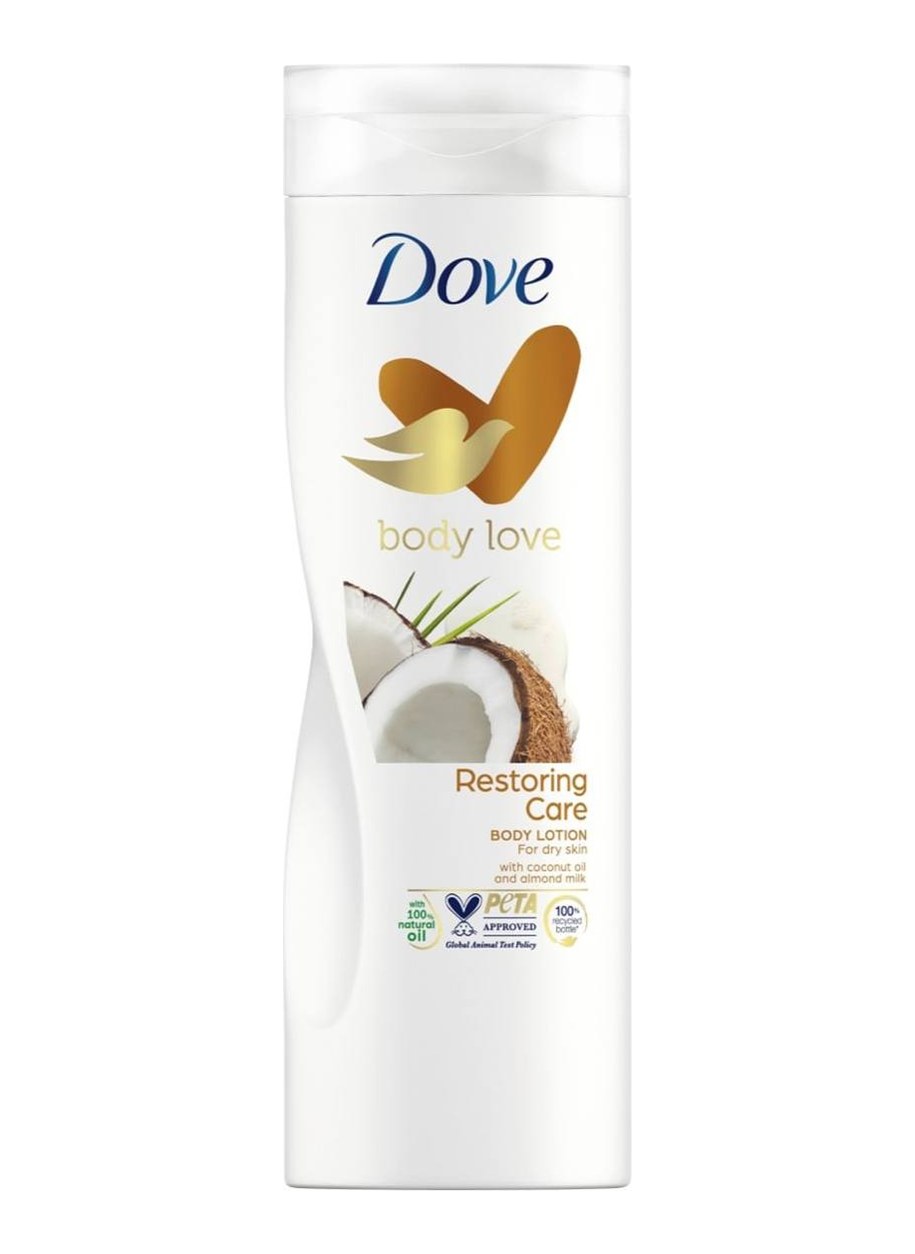 Dove
body love
Restoring
Care
BODY LOTION
For dry skin
with coconut oil
and almond milk
with
100%
natural
oil
PETA
APPROVED
Global Animal Test Policy
100%
recycled
bottle*